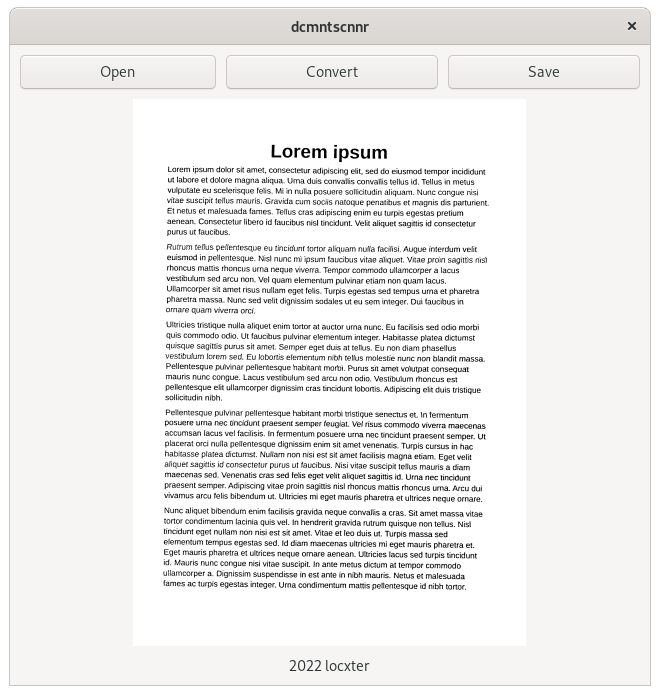 dcmntscnnr
×
Open
Convert
Save
Lorem ipsum
Lorem ipsum dolor sit amet, consectetur adipiscing elit, sed do eiusmod tempor incididunt
ut labore et dolore magna aliqua. Urna duis convallis convallis tellus id. Tellus in metus
vulputate eu scelerisque felis. Mi in nulla posuere sollicitudin aliquam. Nunc congue nisi
vitae suscipit tellus mauris. Gravida cum sociis natoque penatibus et magnis dis parturient.
Et netus et malesuada fames. Tellus cras adipiscing enim eu turpis egestas pretium
aenean. Consectetur libero id faucibus nisl tincidunt. Velit aliquet sagittis id consectetur
purus ut faucibus.
Rutrum tellus pellentesque eu tincidunt tortor aliquam nulla facilisi. Augue interdum velit
euismod in pellentesque. Nisl nunc mi ipsum faucibus vitae aliquet. Vitae proin sagittis nisl
rhoncus mattis rhoncus urna neque viverra. Tempor commodo ullamcorper a lacus
vestibulum sed arcu non. Vel quam elementum pulvinar etiam non quam lacus.
Ullamcorper sit amet risus nullam eget felis. Turpis egestas sed tempus urna et pharetra
pharetra massa. Nunc sed velit dignissim sodales ut eu sem integer. Dui faucibus in
ornare quam viverra orci.
Ultricies tristique nulla aliquet enim tortor at auctor urna nunc. Eu facilisis sed odio morbi
quis commodo odio. Ut faucibus pulvinar elementum integer. Habitasse platea dictumst
quisque sagittis purus sit amet. Semper eget duis at tellus. Eu non diam phasellus
vestibulum lorem sed. Eu lobortis elementum nibh tellus molestie nunc non blandit massa.
Pellentesque pulvinar pellentesque habitant morbi. Purus sit amet volutpat consequat
mauris nunc congue. Lacus vestibulum sed arcu non odio. Vestibulum rhoncus est
pellentesque elit ullamcorper dignissim cras tincidunt lobortis. Adipiscing elit duis tristique
sollicitudin nibh.
Pellentesque pulvinar pellentesque habitant morbi tristique senectus et. In fermentum
posuere urna nec tincidunt praesent semper feugiat. Vel risus commodo viverra maecenas
accumsan lacus vel facilisis. In fermentum posuere urna nec tincidunt praesent semper. Ut
placerat orci nulla pellentesque dignissim enim sit amet venenatis. Turpis cursus in hac
habitasse platea dictumst. Nullam non nisi est sit amet facilisis magna etiam. Eget velit
aliquet sagittis id consectetur purus ut faucibus. Nisi vitae suscipit tellus mauris a diam
maecenas sed. Venenatis cras sed felis eget velit aliquet sagittis id. Urna nec tincidunt
praesent semper. Adipiscing vitae proin sagittis nisl rhoncus mattis rhoncus urna. Arcu dui
vivamus arcu felis bibendum ut. Ultricies mi eget mauris pharetra et ultrices neque ornare.
Nunc aliquet bibendum enim facilisis gravida neque convallis a cras. Sit amet massa vitae
tortor condimentum lacinia quis vel. In hendrerit gravida rutrum quisque non tellus. Nisl
tincidunt eget nullam non nisi est sit amet. Vitae et leo duis ut. Turpis massa sed
elementum tempus egestas sed. Id diam maecenas ultricies mi eget mauris pharetra et.
Eget mauris pharetra et ultrices neque ornare aenean. Ultricies lacus sed turpis tincidunt
id. Mauris nunc congue nisi vitae suscipit. In ante metus dictum at tempor commodo
ullamcorper a. Dignissim suspendisse in est ante in nibh mauris. Netus et malesuada
fames ac turpis egestas integer. Urna condimentum mattis pellentesque id nibh tortor.
2022 locxter